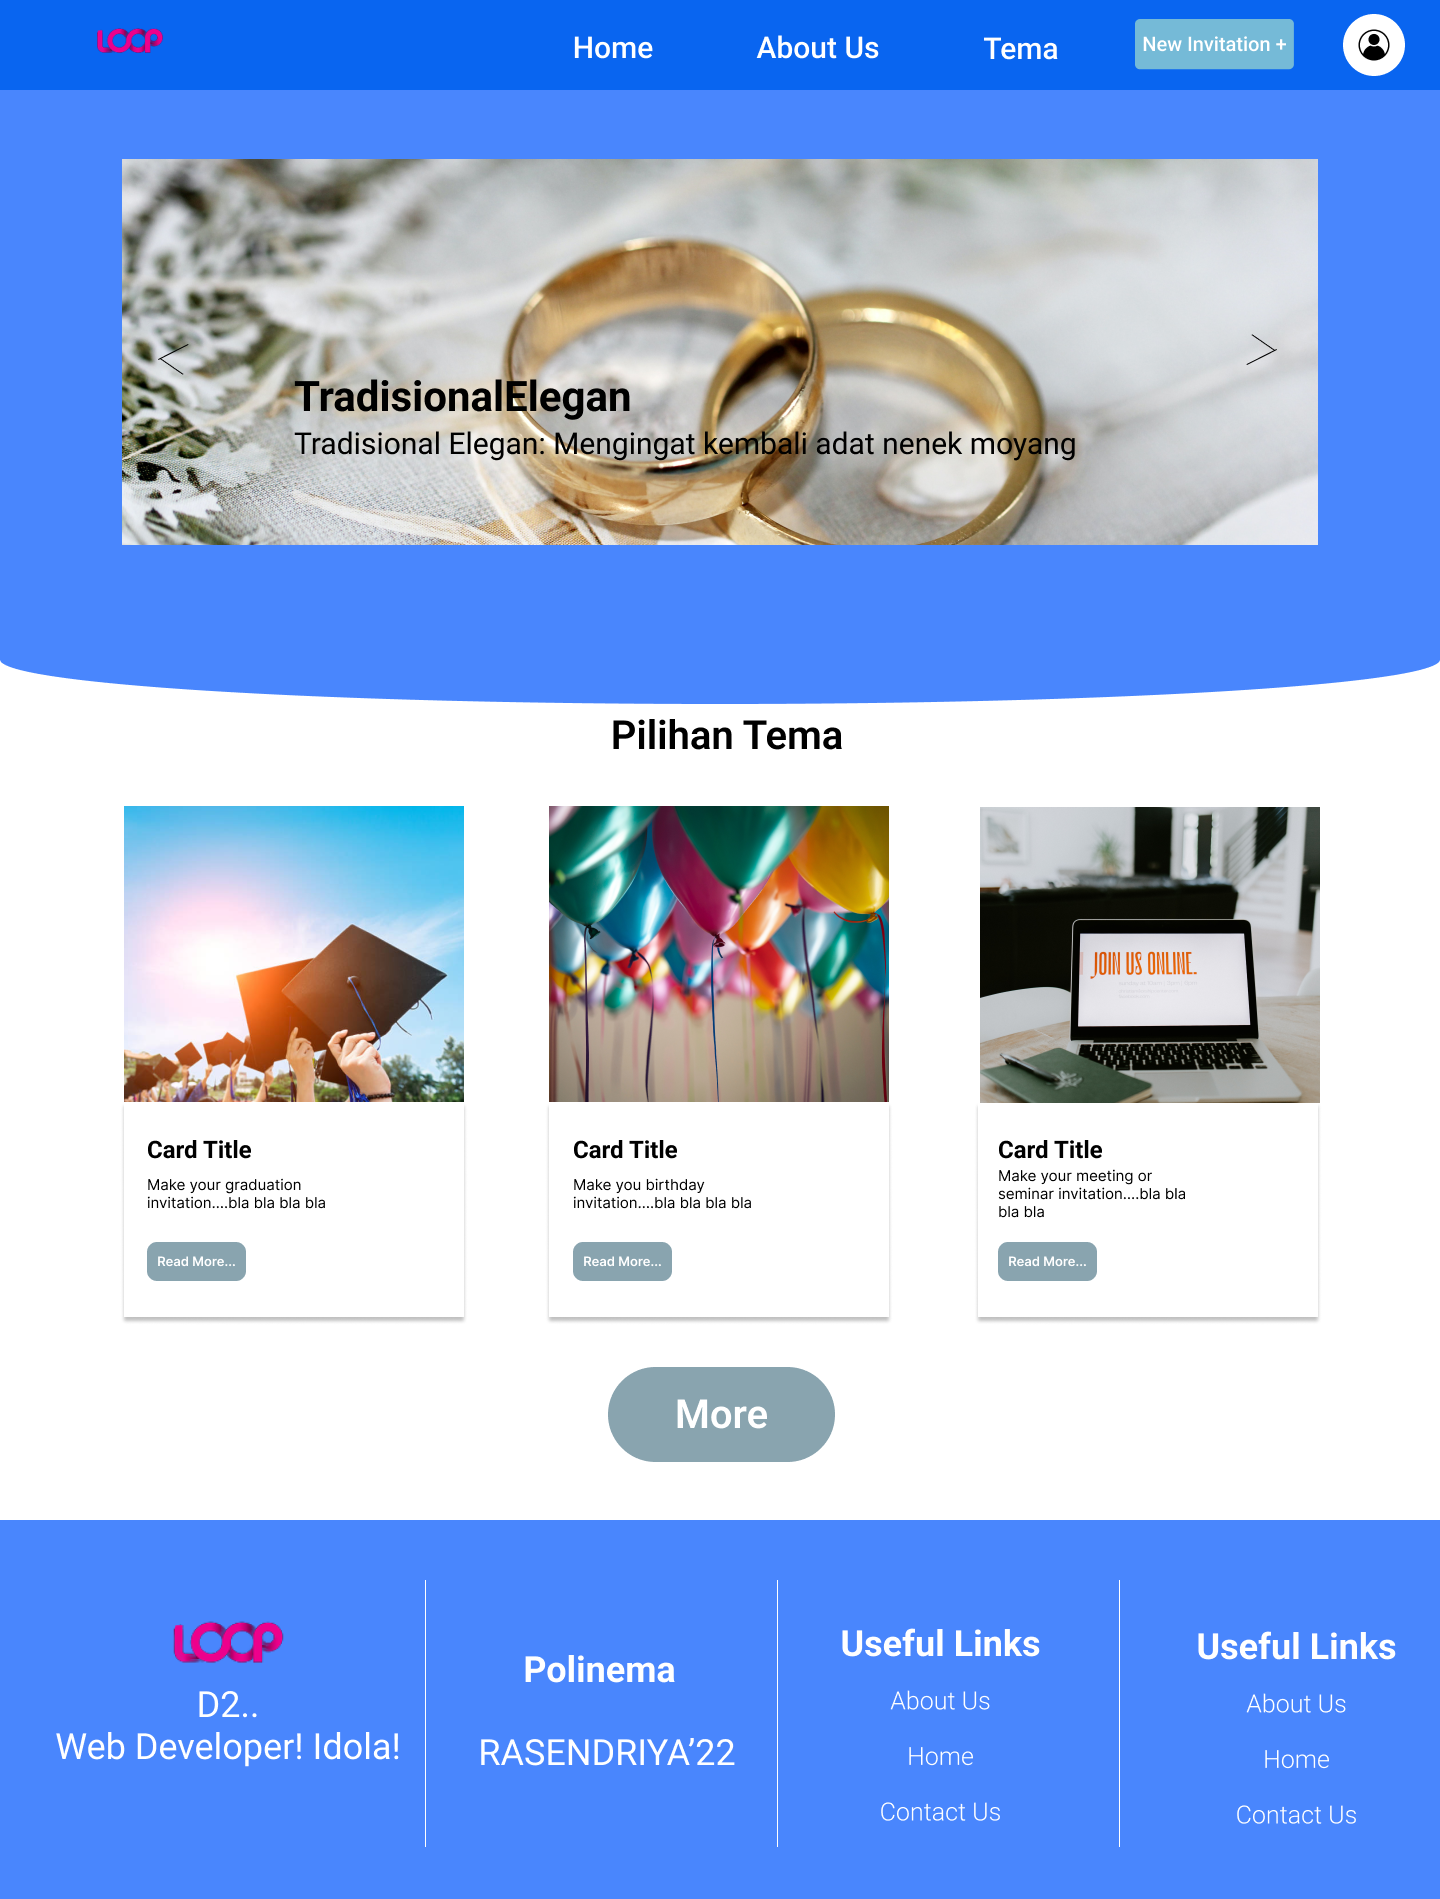 LOOP
Home
About Us
Tema
New Invitation +
TradisionalElegan
Tradisional Elegan: Mengingat kembali adat nenek moyang
Pilihan Tema
JOIN US ONLINE.
Card Title
Make your graduation
invitation....bla bla bla bla
Read More...
Card Title
Make you birthday
invitation....bla bla bla bla
Read More...
Card Title
Make your meeting or
seminar invitation....bla bla
bla bla
Read More...
More
LOOP
D2..
Web Developer! Idola!
Polinema
RASENDRIYA’22
Useful Links
About Us
Home
Contact Us
Useful Links
About Us
Home
Contact Us